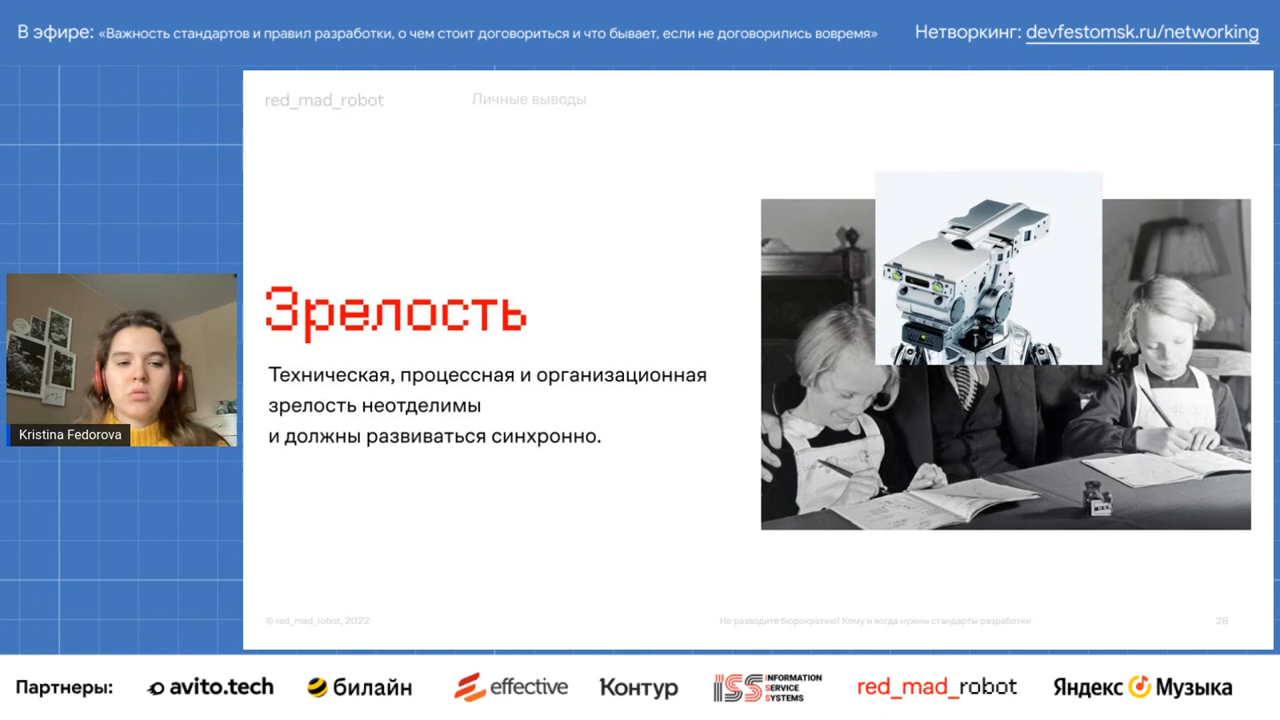 В эфире: «Важность стандартов и правил разработки, о чем стоит договориться и что бывает, если не договорились вовремя»
Нетворкинг: devfestomsk.ru/networking
red_mad_robot
Личные выводы
Зрелость
Техническая, процессная и организационная
зрелость неотделимы
и должны развиваться синхронно.
Kristina Fedorova
© red_mad_robot, 2022
Не разводите бюрократию! Кому и когда нужны стандарты разработки
28
Партнеры:
avito.tech
билайн
effective
Контур
ISS INFORMATION
SERVICE
SYSTEMS
red_mad_robot
Яндекс Музыка